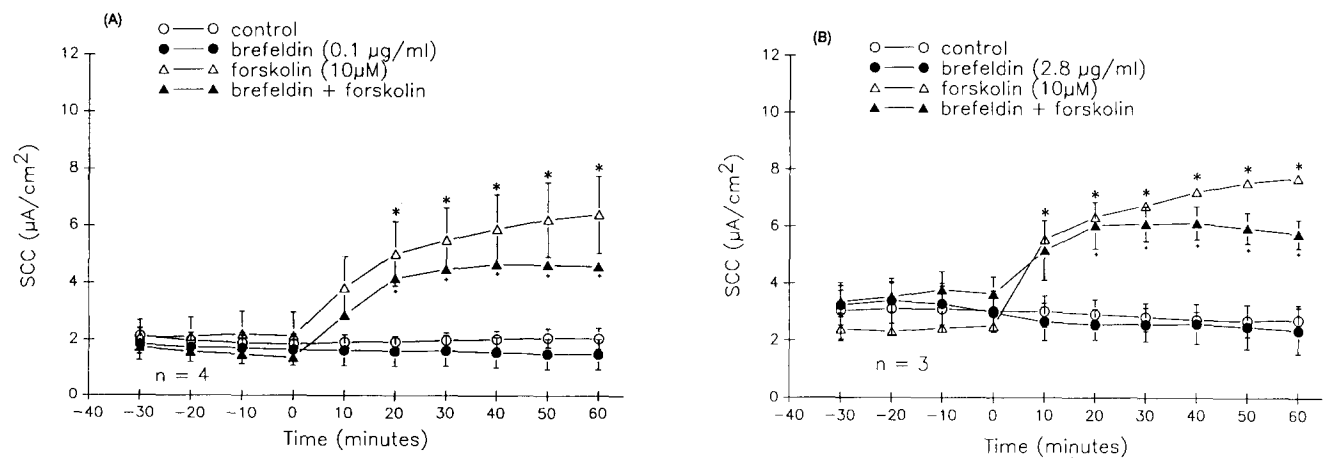 (A)
control
brefeldin (0.1 µg/ml)
forskolin (10µM)
brefeldin + forskolin
12
10
8
6
4
2
0
SCC (µA/cm²)
* * * * *
n = 4
-40 -30 -20 -10 0 10 20 30 40 50 60
Time (minutes)
(B)
control
brefeldin (2.8 µg/ml)
forskolin (10µM)
brefeldin + forskolin
12
10
8
6
4
2
0
SCC (µA/cm²)
* * * * * *
n = 3
-40 -30 -20 -10 0 10 20 30 40 50 60
Time (minutes)